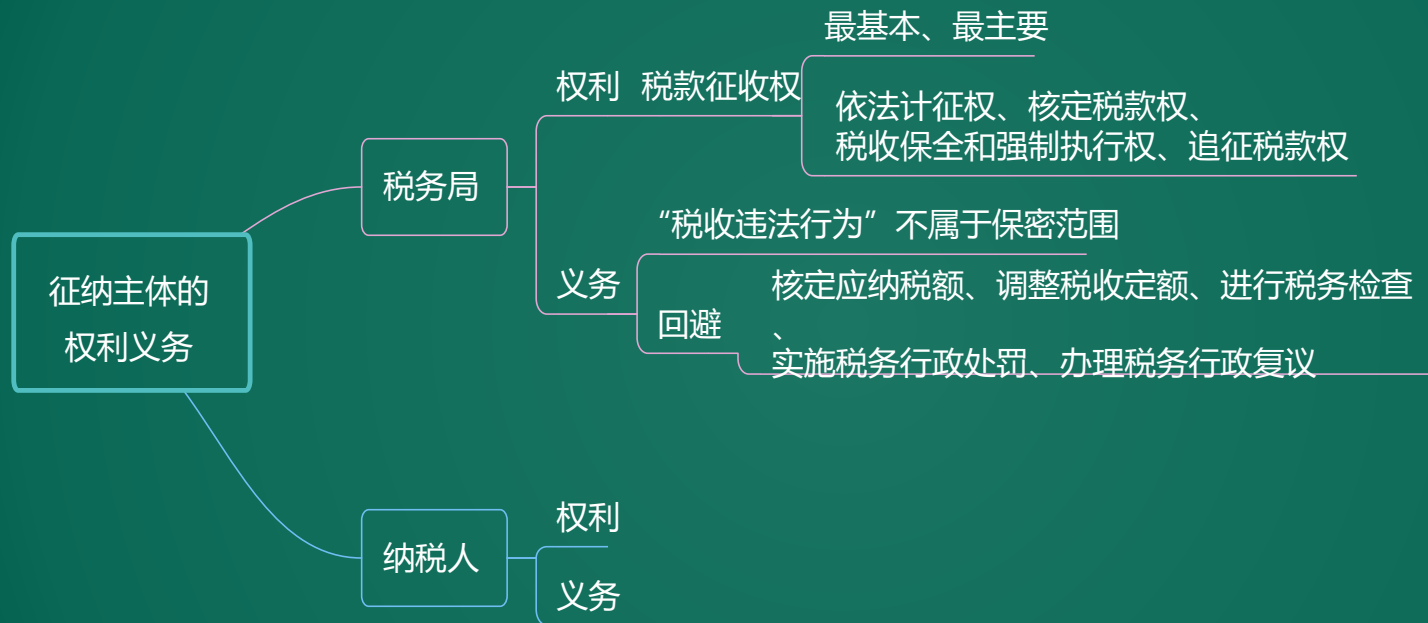 最基本、最主要
权利 税款征收权
依法计征权、核定税款权、
税收保全和强制执行权、追征税款权
税务局
“税收违法行为”不属于保密范围
义务
核定应纳税额、调整税收定额、进行税务检查
回避
、
实施税务行政处罚、办理税务行政复议
征纳主体的
权利义务
权利
纳税人
义务